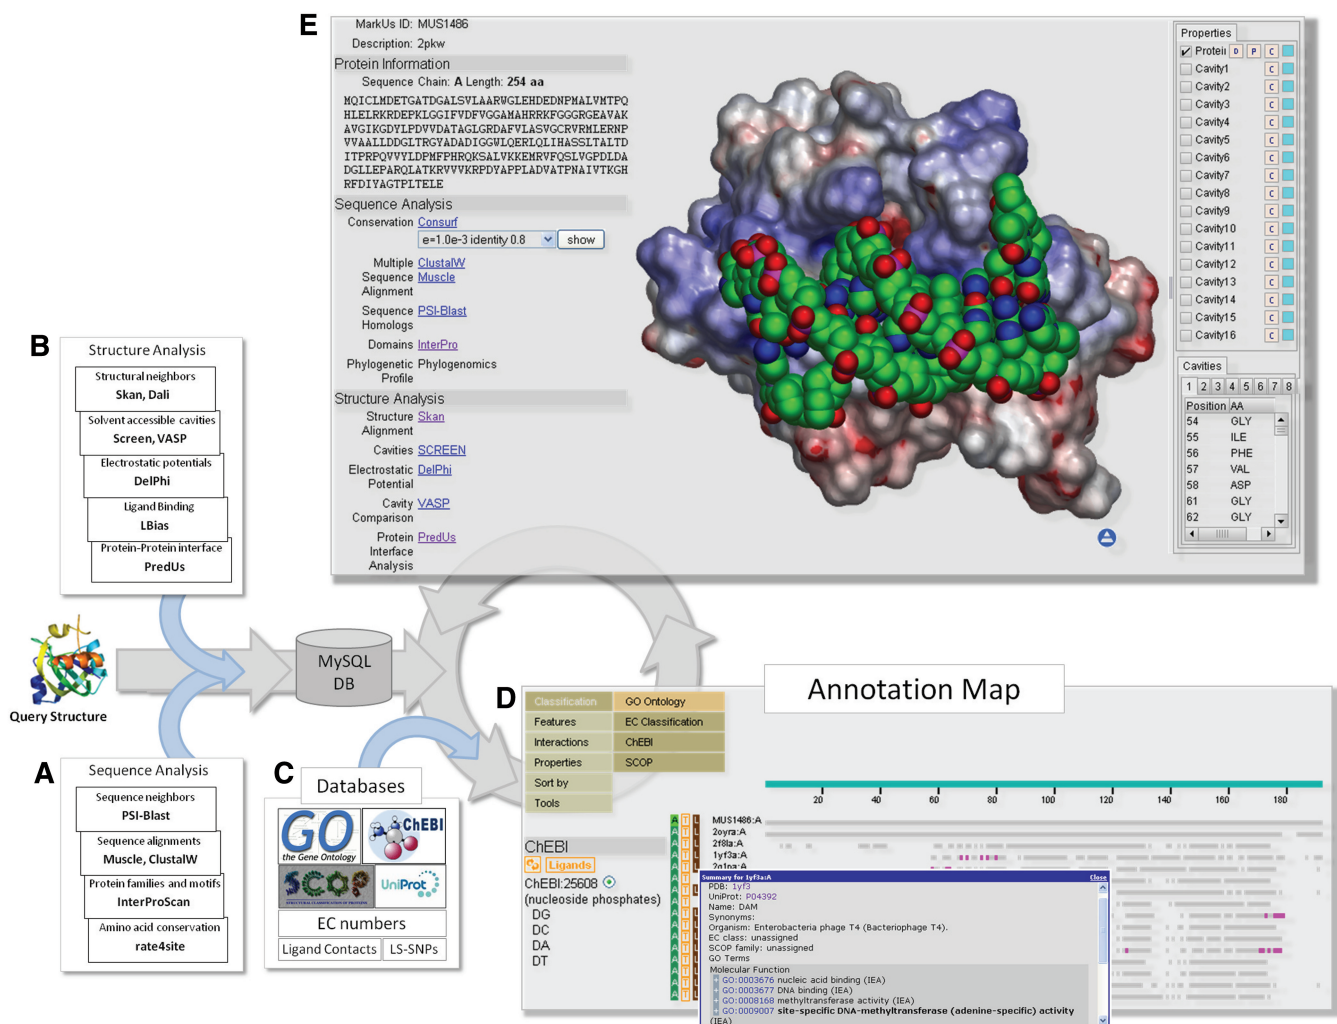 E
MarkUs ID: MUS1486
Description: 2pkw
Protein Information
Sequence Chain: A Length: 254 aa
MQICLMDETGATDGALSVLAARWGLEHDEDNPMALVMTPQ
HLELRKRDEPKLGGIFVDFVGGAMAHRRKFGGGRGEAVAK
AVGIKGDYLPDVVDATAGLGRDAFVLASVGCRVRMLERNP
VVAALLDDGLTRGYADADIGGWLQERLQLIHASSLTALTD
ITPRPQVVYLDPMFPHRQKSALVKKEMRVFQSLVGPDLDA
DGLLEPARQLATKRVVVKRPDYAPPLADVATPNAIVTKGH
RFDIYAGTPLTELE
Sequence Analysis
Conservation Consurf
e=1.0e-3 identity 0.8 show
Multiple Sequence Alignment ClustalW
Muscle
Sequence Homologs PSI-Blast
Domains InterPro
Phylogenetic Profile Phylogenomics
Structure Analysis
Structure Alignment Skan
Cavities SCREEN
Electrostatic Potential DelPhi
Cavity Comparison VASP
Protein Interface Analysis PredUs
Properties
Protein D P C
Cavity1 C
Cavity2 C
Cavity3 C
Cavity4 C
Cavity5 C
Cavity6 C
Cavity7 C
Cavity8 C
Cavity9 C
Cavity10 C
Cavity11 C
Cavity12 C
Cavity13 C
Cavity14 C
Cavity15 C
Cavity16 C
Cavities
1 2 3 4 5 6 7 8
Position AA
54 GLY
55 ILE
56 PHE
57 VAL
58 ASP
61 GLY
62 GLY
B
Structure Analysis
Structural neighbors
Skan, Dali
Solvent accessible cavities
Screen, VASP
Electrostatic potentials
DelPhi
Ligand Binding
LBias
Protein-Protein interface
PredUs
Query Structure
MySQL
DB
A
Sequence Analysis
Sequence neighbors
PSI-Blast
Sequence alignments
Muscle, ClustalW
Protein families and motifs
InterProScan
Amino acid conservation
rate4site
C
Databases
GO
the Gene Ontology
ChEBI
SCOP
UniProt
EC numbers
Ligand Contacts LS-SNPs
D
Annotation Map
Classification GO Ontology
Features EC Classification
Interactions ChEBI
Properties SCOP
Sort by
Tools
20 40 60 80 100 120 140 160 180
ChEBI
Ligands
ChEBI:25608
(nucleoside phosphates)
DG
DC
DA
DT
MUS1486:A
2oyra:A
2f8la:A
1yf3a:A
Summary for 1yf3a:A Close
PDB: 1yf3
UniProt: P04392
Name: DAM
Synonyms:
Organism: Enterobacteria phage T4 (Bacteriophage T4).
EC class: unassigned
SCOP family: unassigned
GO Terms
Molecular Function
GO:0003676 nucleic acid binding (IEA)
GO:0003677 DNA binding (IEA)
GO:0008168 methyltransferase activity (IEA)
GO:0009007 site-specific DNA-methyltransferase (adenine-specific) activity
(IEA)